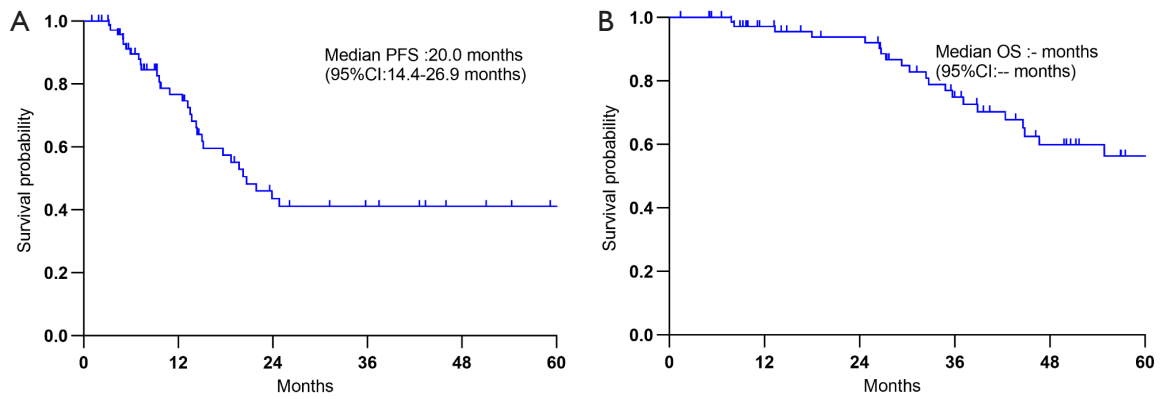 A
Median PFS :20.0 months
(95%CI:14.4-26.9 months)
Survival probability
1.0
0.8
0.6
0.4
0.2
0.0
0 12 24 36 48 60
Months
B
Median OS :- months
(95%CI:-- months)
Survival probability
1.0
0.8
0.6
0.4
0.2
0.0
0 12 24 36 48 60
Months